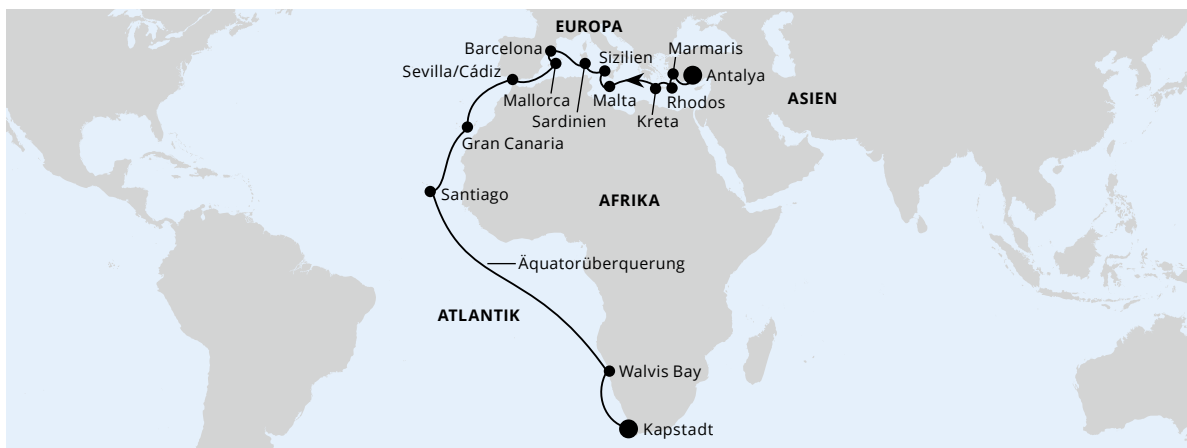 EUROPA
Barcelona
Sizilien
Marmaris
Sevilla/Cádiz
Antalya
Mallorca
Malta
Rhodos
ASIEN
Sardinien
Kreta
Gran Canaria
Santiago
AFRIKA
Äquatorüberquerung
ATLANTIK
Walvis Bay
Kapstadt